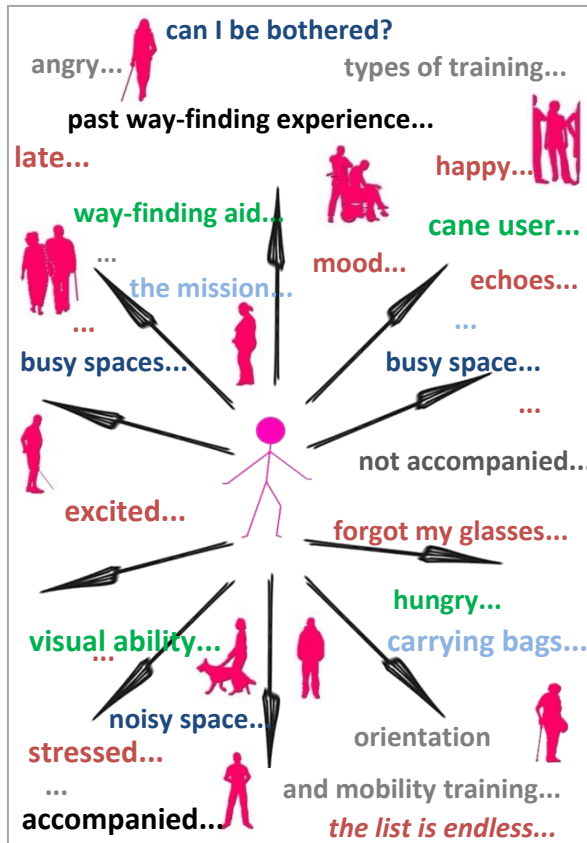 can I be bothered?
angry...
types of training...
past way-finding experience...
late...
happy...
way-finding aid...
cane user...
...
mood...
echoes...
the mission...
...
...
busy spaces...
busy space...
...
not accompanied...
excited...
forgot my glasses...
hungry...
visual ability...
carrying bags...
...
noisy space...
orientation
stressed...
...
and mobility training...
accompanied...
the list is endless...